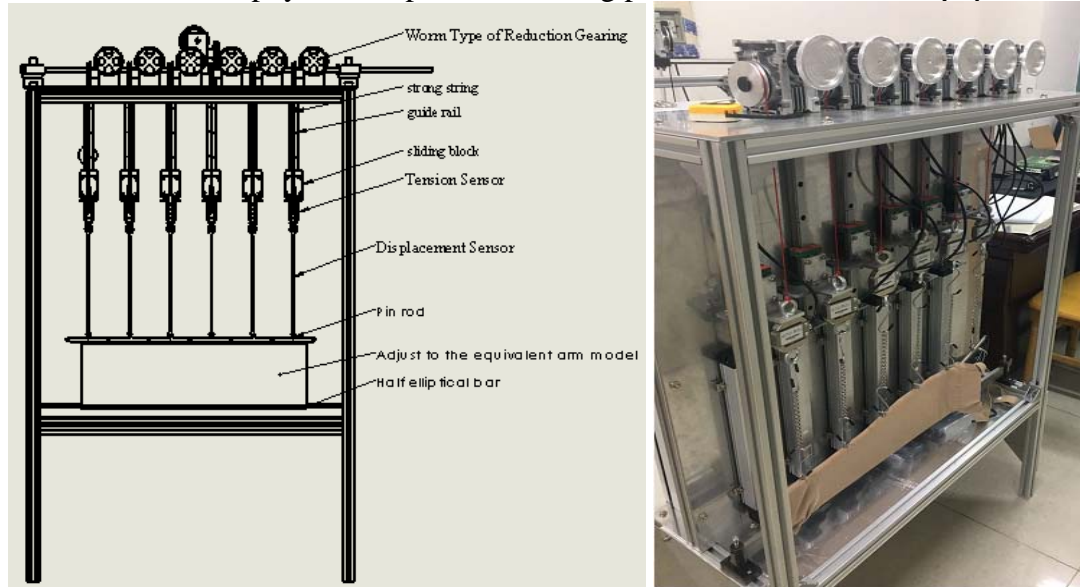 Worm Type of Reduction Gearing
strong string
guide rail
sliding block
Tension Sensor
Displacement Sensor
Pin rod
Adjust to the equivalent arm model
Half elliptical bar